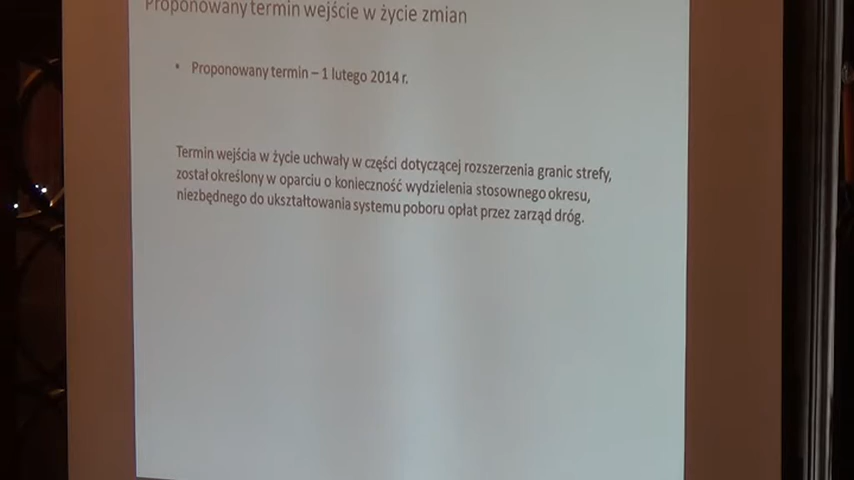 Proponowany termin wejście w życie zmian
• Proponowany termin – 1 lutego 2014 r.
Termin wejścia w życie uchwały w części dotyczącej rozszerzenia granic strefy,
został określony w oparciu o konieczność wydzielenia stosownego okresu,
niezbędnego do ukształtowania systemu poboru opłat przez zarząd dróg.